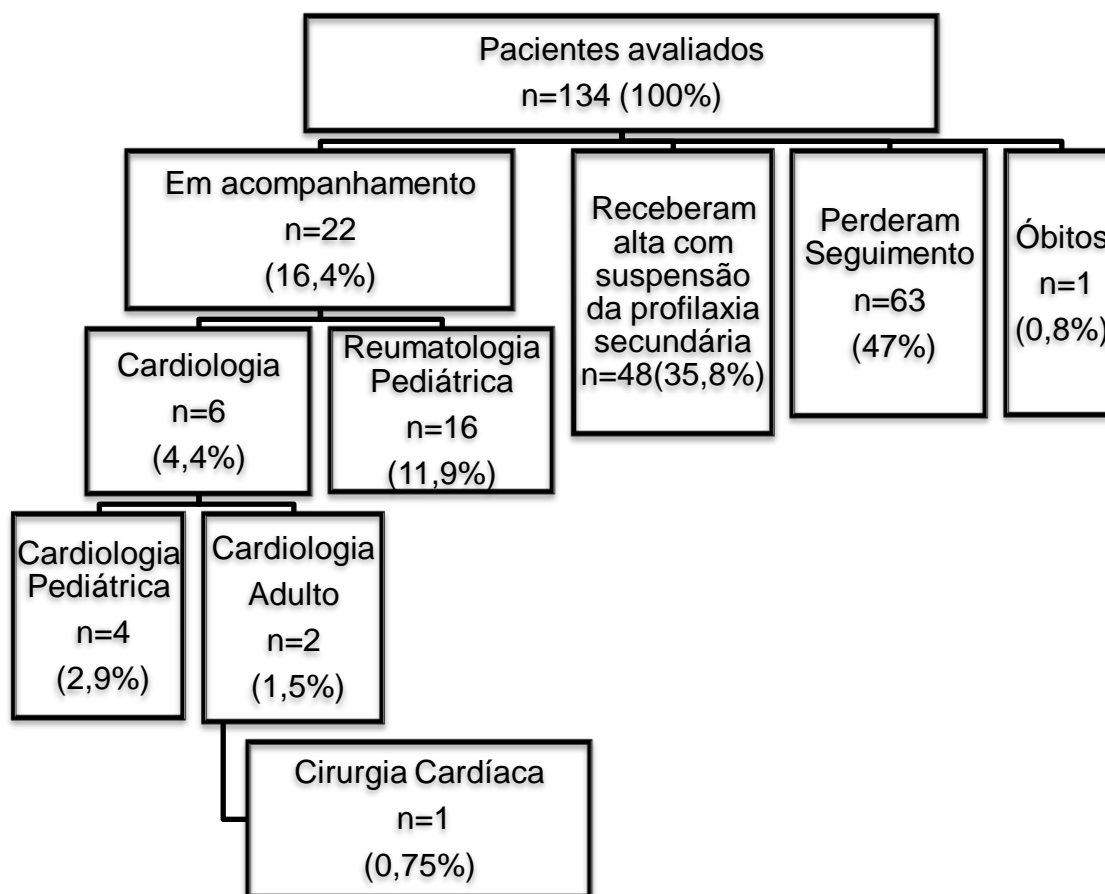 Pacientes avaliados
n=134 (100%)
Em acompanhamento
n=22
(16,4%)
Receberam
alta com
suspensão
da profilaxia
secundária
n=48(35,8%)
Perderam
Seguimento
n=63
(47%)
Óbitos
n=1
(0,8%)
Cardiologia
n=6
(4,4%)
Reumatologia
Pediátrica
n=16
(11,9%)
Cardiologia
Pediátrica
n=4
(2,9%)
Cardiologia
Adulto
n=2
(1,5%)
Cirurgia Cardíaca
n=1
(0,75%)